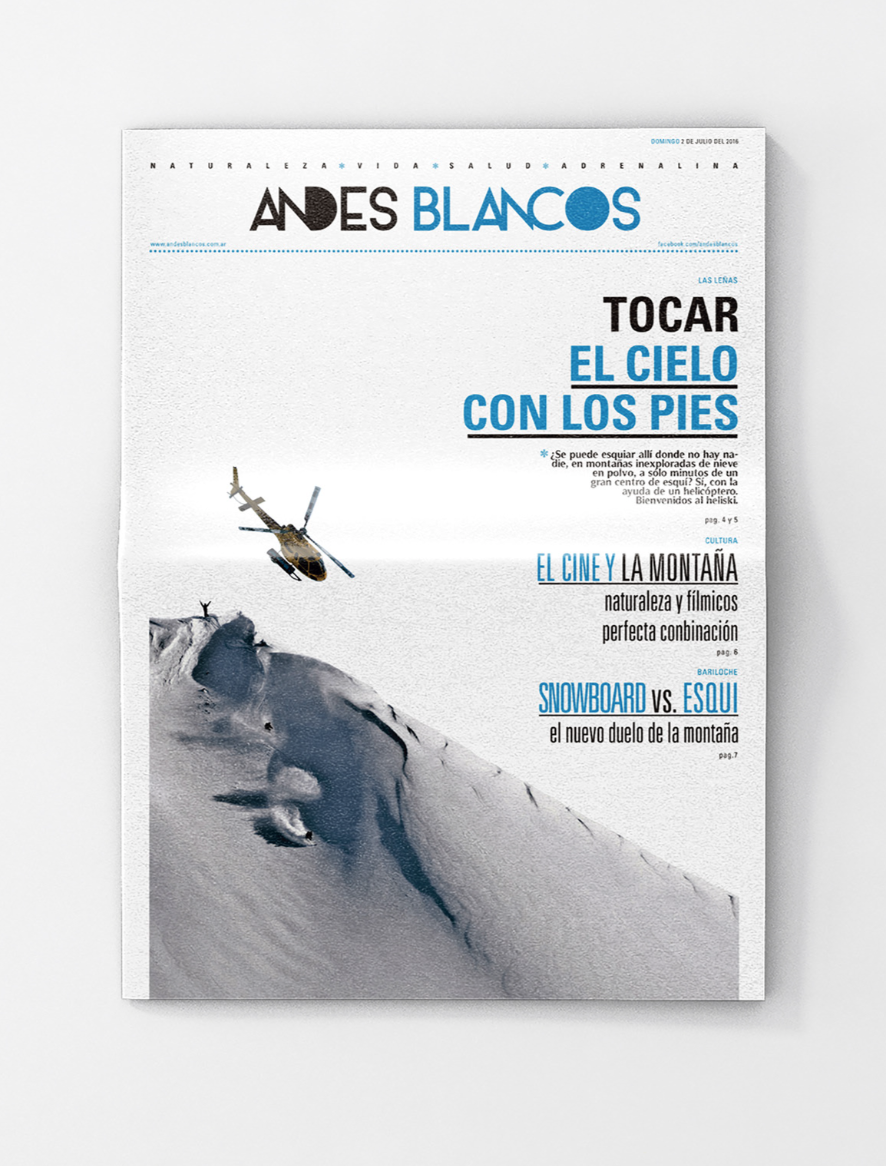 DOMINGO 2 DE JULIO DEL 2016
NATURALEZA*VIDA*SALUD*ADRENALINA
ANDES BLANCOS
www.andesblancos.com.ar
facebook.com/andesblancos
LAS LEÑAS
TOCAR
EL CIELO
CON LOS PIES
* ¿Se puede esquiar allí donde no hay na-
die, en montañas inexploradas de nieve
en polvo, a sólo minutos de un
gran centro de esquí? Sí, con la
ayuda de un helicóptero.
Bienvenidos al heliski.
pag. 4 y 5
CULTURA
EL CINE Y LA MONTAÑA
naturaleza y fílmicos
perfecta conbinación
pag. 6
BARILOCHE
SNOWBOARD vs. ESQUI
el nuevo duelo de la montaña
pag.7